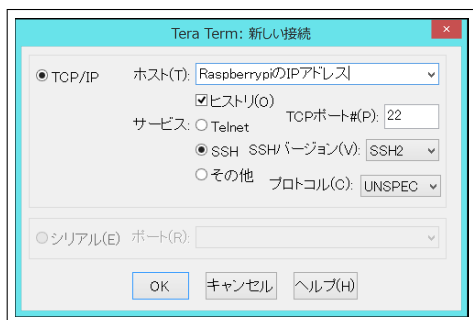 Tera Term: 新しい接続
TCP/IP ホスト(T): RaspberrypiのIPアドレス
ヒストリ(O)
サービス: Telnet TCPポート#(P): 22
SSH SSHバージョン(V): SSH2
その他 プロトコル(C): UNSPEC
シリアル(E) ポート(R):
OK キャンセル ヘルプ(H)